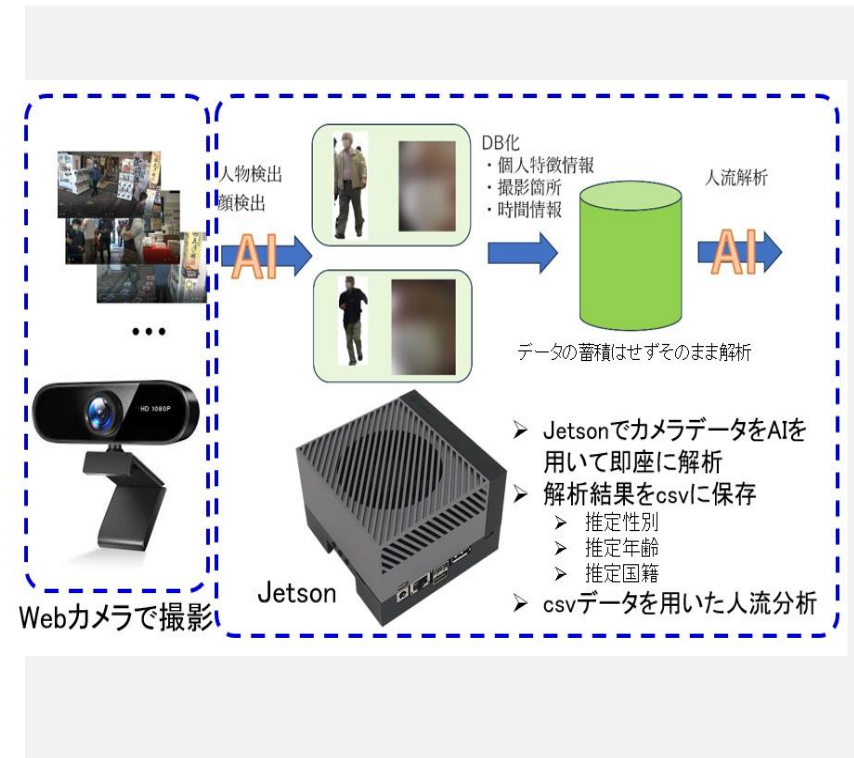 人物検出
顔検出
AI
DB化
・個人特徴情報
・撮影箇所
・時間情報
人流解析
AI
データの蓄積はせずそのまま解析
HD 1080P
Webカメラで撮影
Jetson
➢ JetsonでカメラデータをAIを
用いて即座に解析
➢ 解析結果をcsvに保存
➢ 推定性別
➢ 推定年齢
➢ 推定国籍
➢ csvデータを用いた人流分析